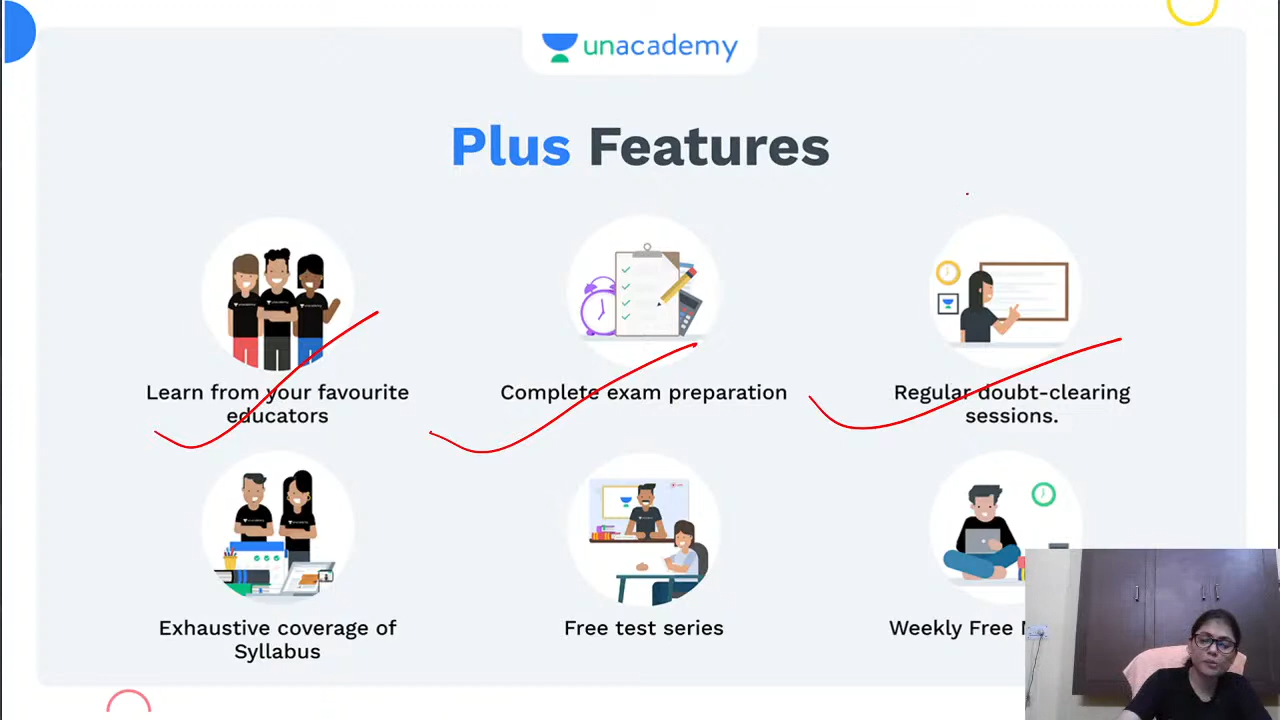 unacademy
Plus Features
Learn from your favourite
educators
Complete exam preparation
Regular doubt-clearing
sessions.
Exhaustive coverage of
Syllabus
Free test series
Weekly Free